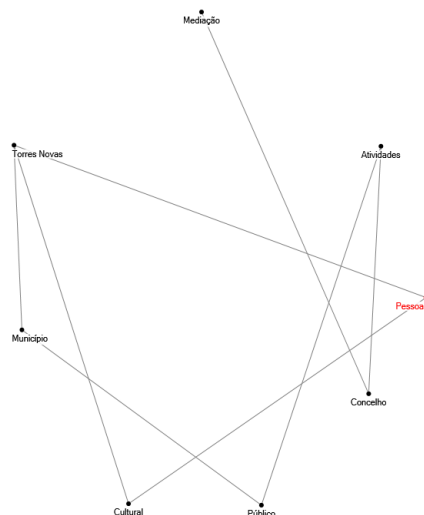 Mediação
Torres Novas
Atividades
Pessoa
Município
Concelho
Cultural
Público